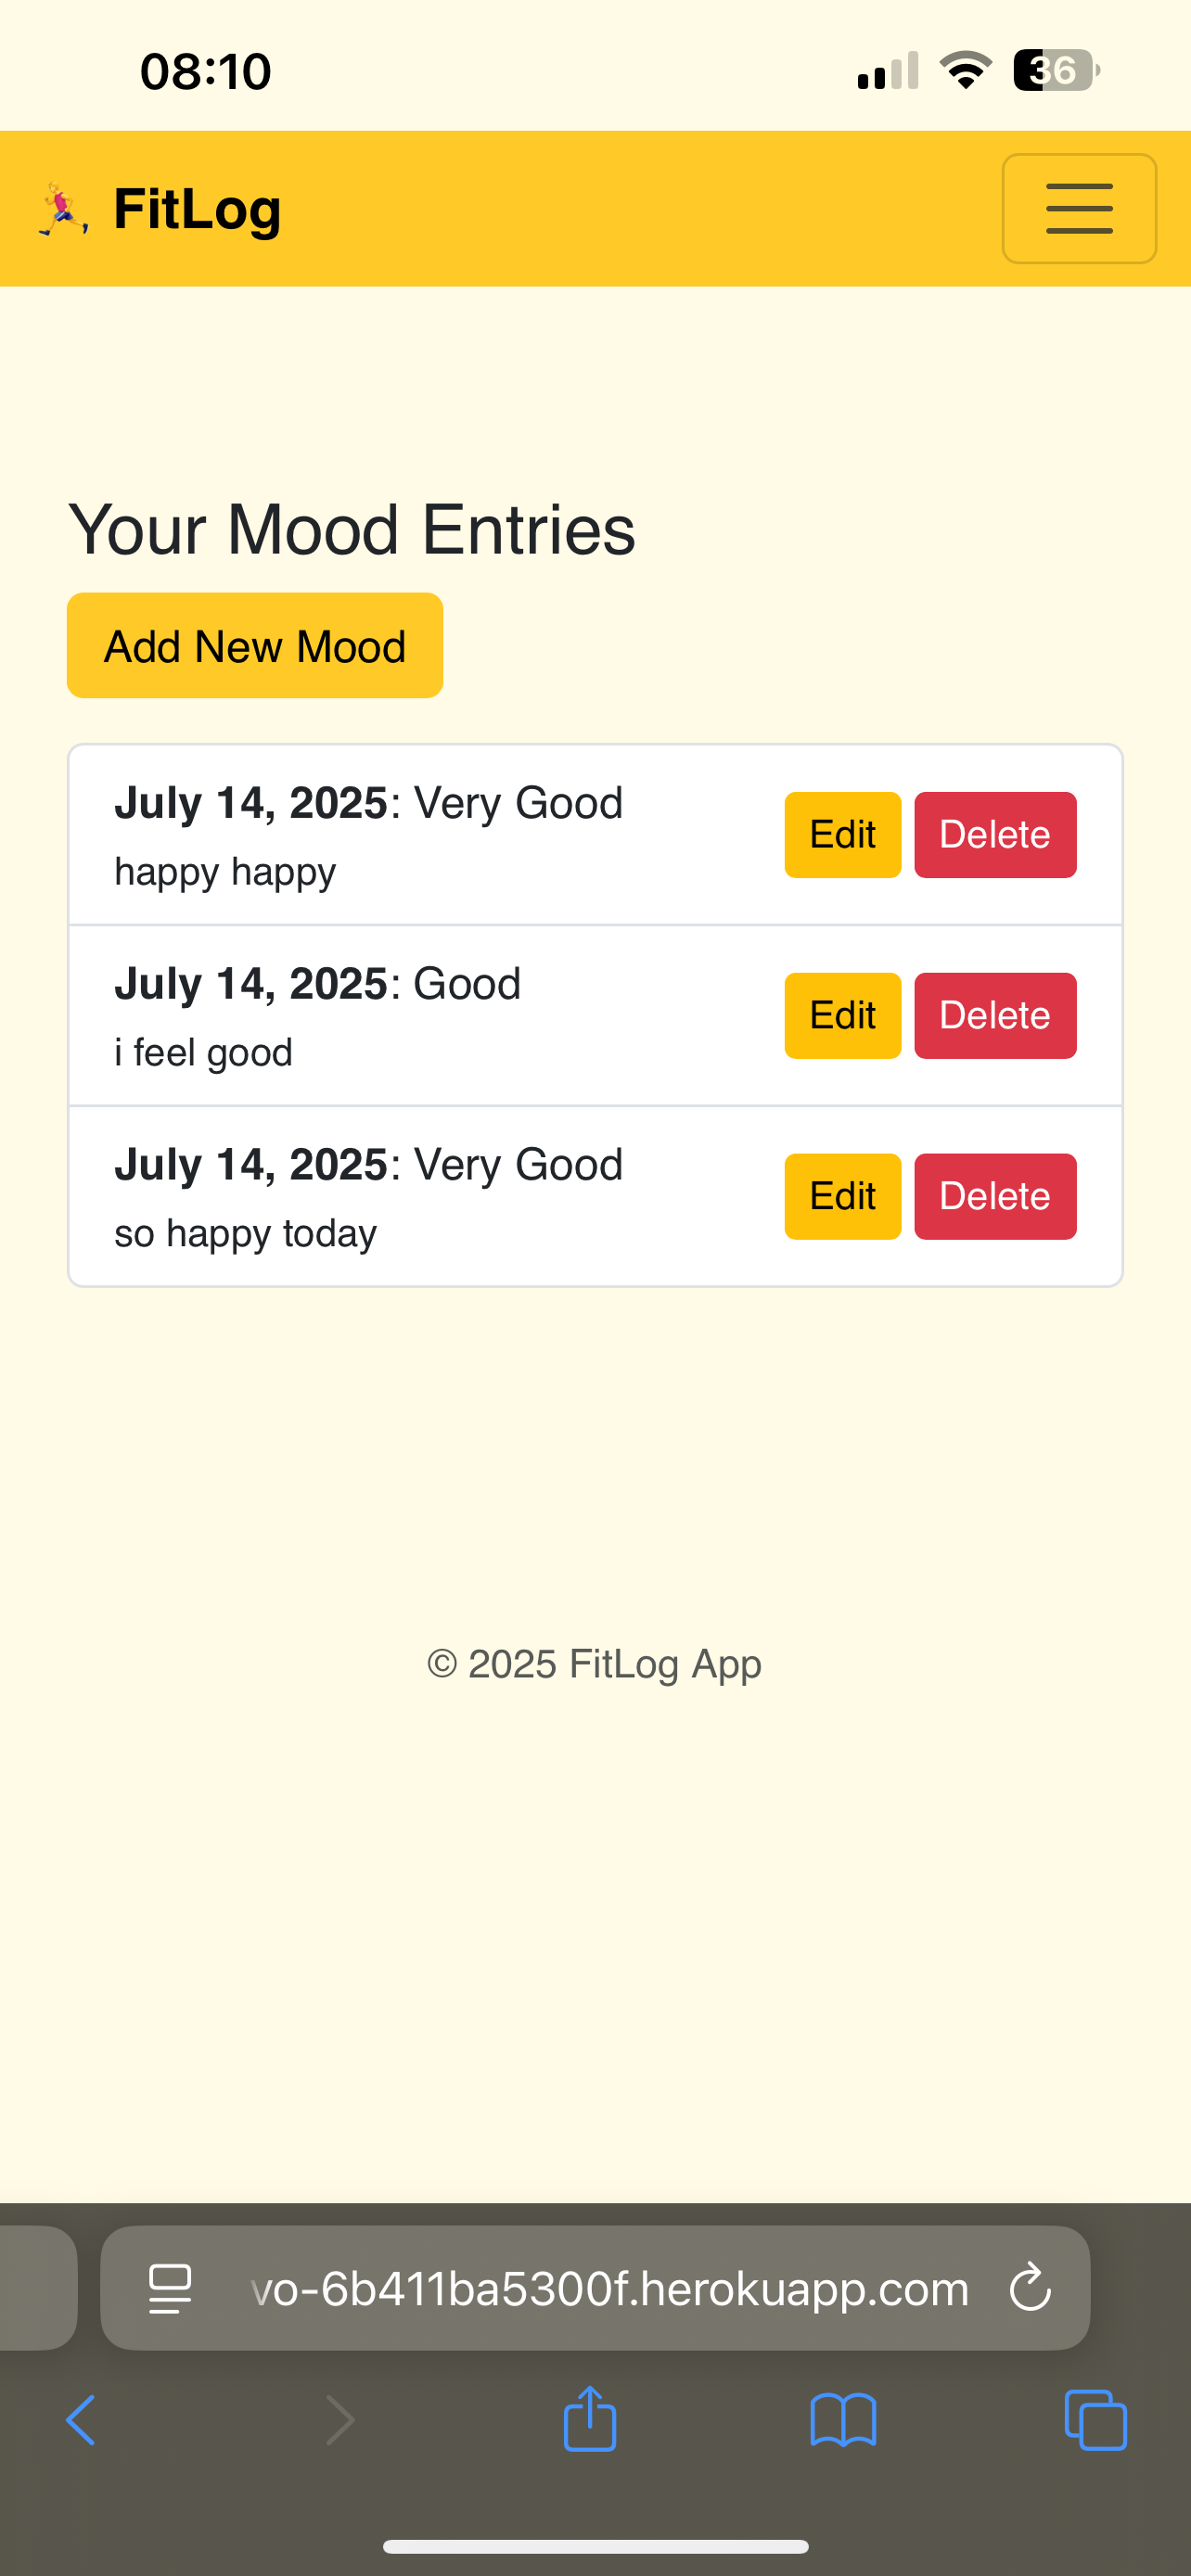 08:10
36
FitLog
Your Mood Entries
Add New Mood
July 14, 2025: Very Good
happy happy
Edit
Delete
July 14, 2025: Good
i feel good
Edit
Delete
July 14, 2025: Very Good
so happy today
Edit
Delete
© 2025 FitLog App
vo-6b411ba5300f.herokuapp.com